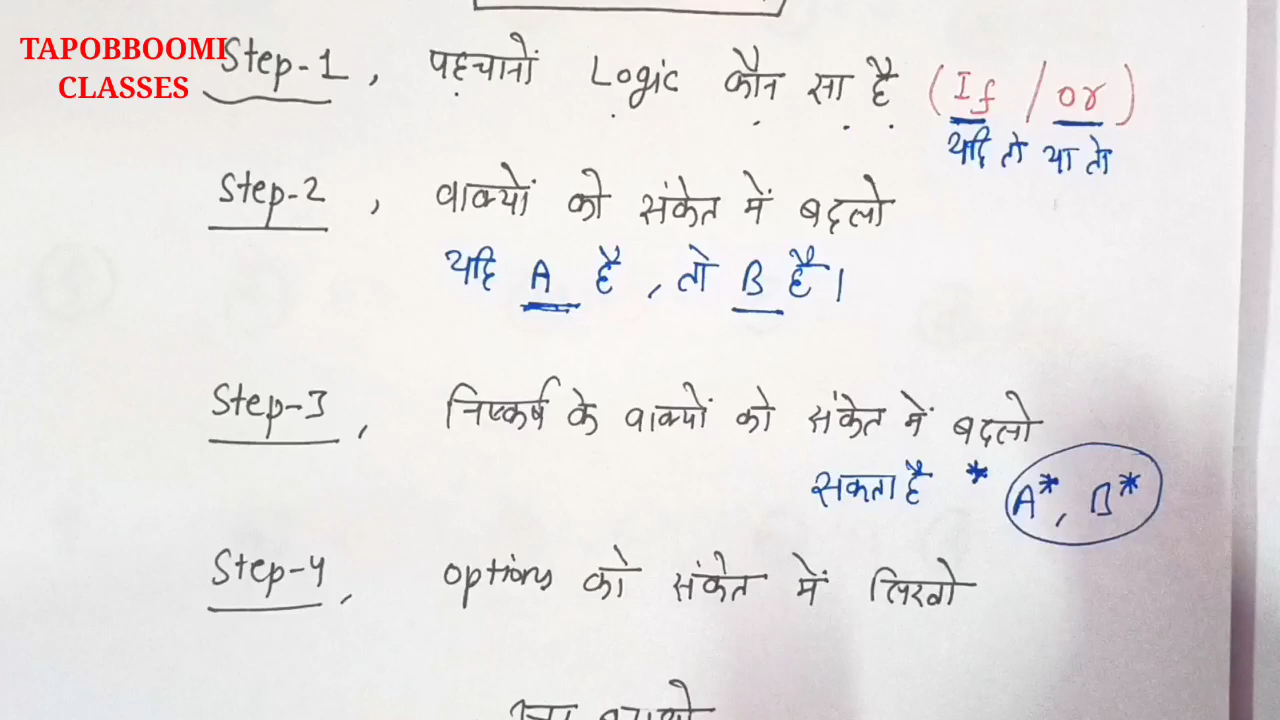 TAPOBBOOMI
CLASSES
Step-1, पहचानों Logic कौन सा है (If / or)
यदि तो या तो
Step-2, वाक्यों को संकेत में बदलो
यदि A है, तो B है।
Step-3, निष्कर्ष के वाक्यों को संकेत में बदलो
सकता है * A*, B*
Step-4, options को संकेत में लिखो